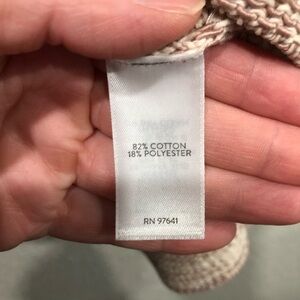 82% COTTON
18% POLYESTER
RN 97641